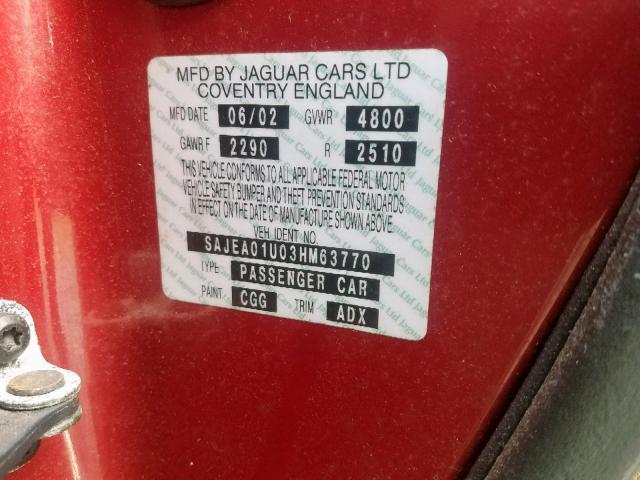 MFD BY JAGUAR CARS LTD
COVENTRY ENGLAND
MFD DATE 06/02 GVWR 4800
GAWR F 2290 R 2510
THIS VEHICLE CONFORMS TO ALL APPLICABLE FEDERAL MOTOR
VEHICLE SAFETY BUMPER AND THEFT PREVENTION STANDARDS
IN EFFECT ON THE DATE OF MANUFACTURE SHOWN ABOVE
VEH. IDENT NO.
SAJEA01U03HM63770
TYPE: PASSENGER CAR
PAINT CGG TRIM ADX